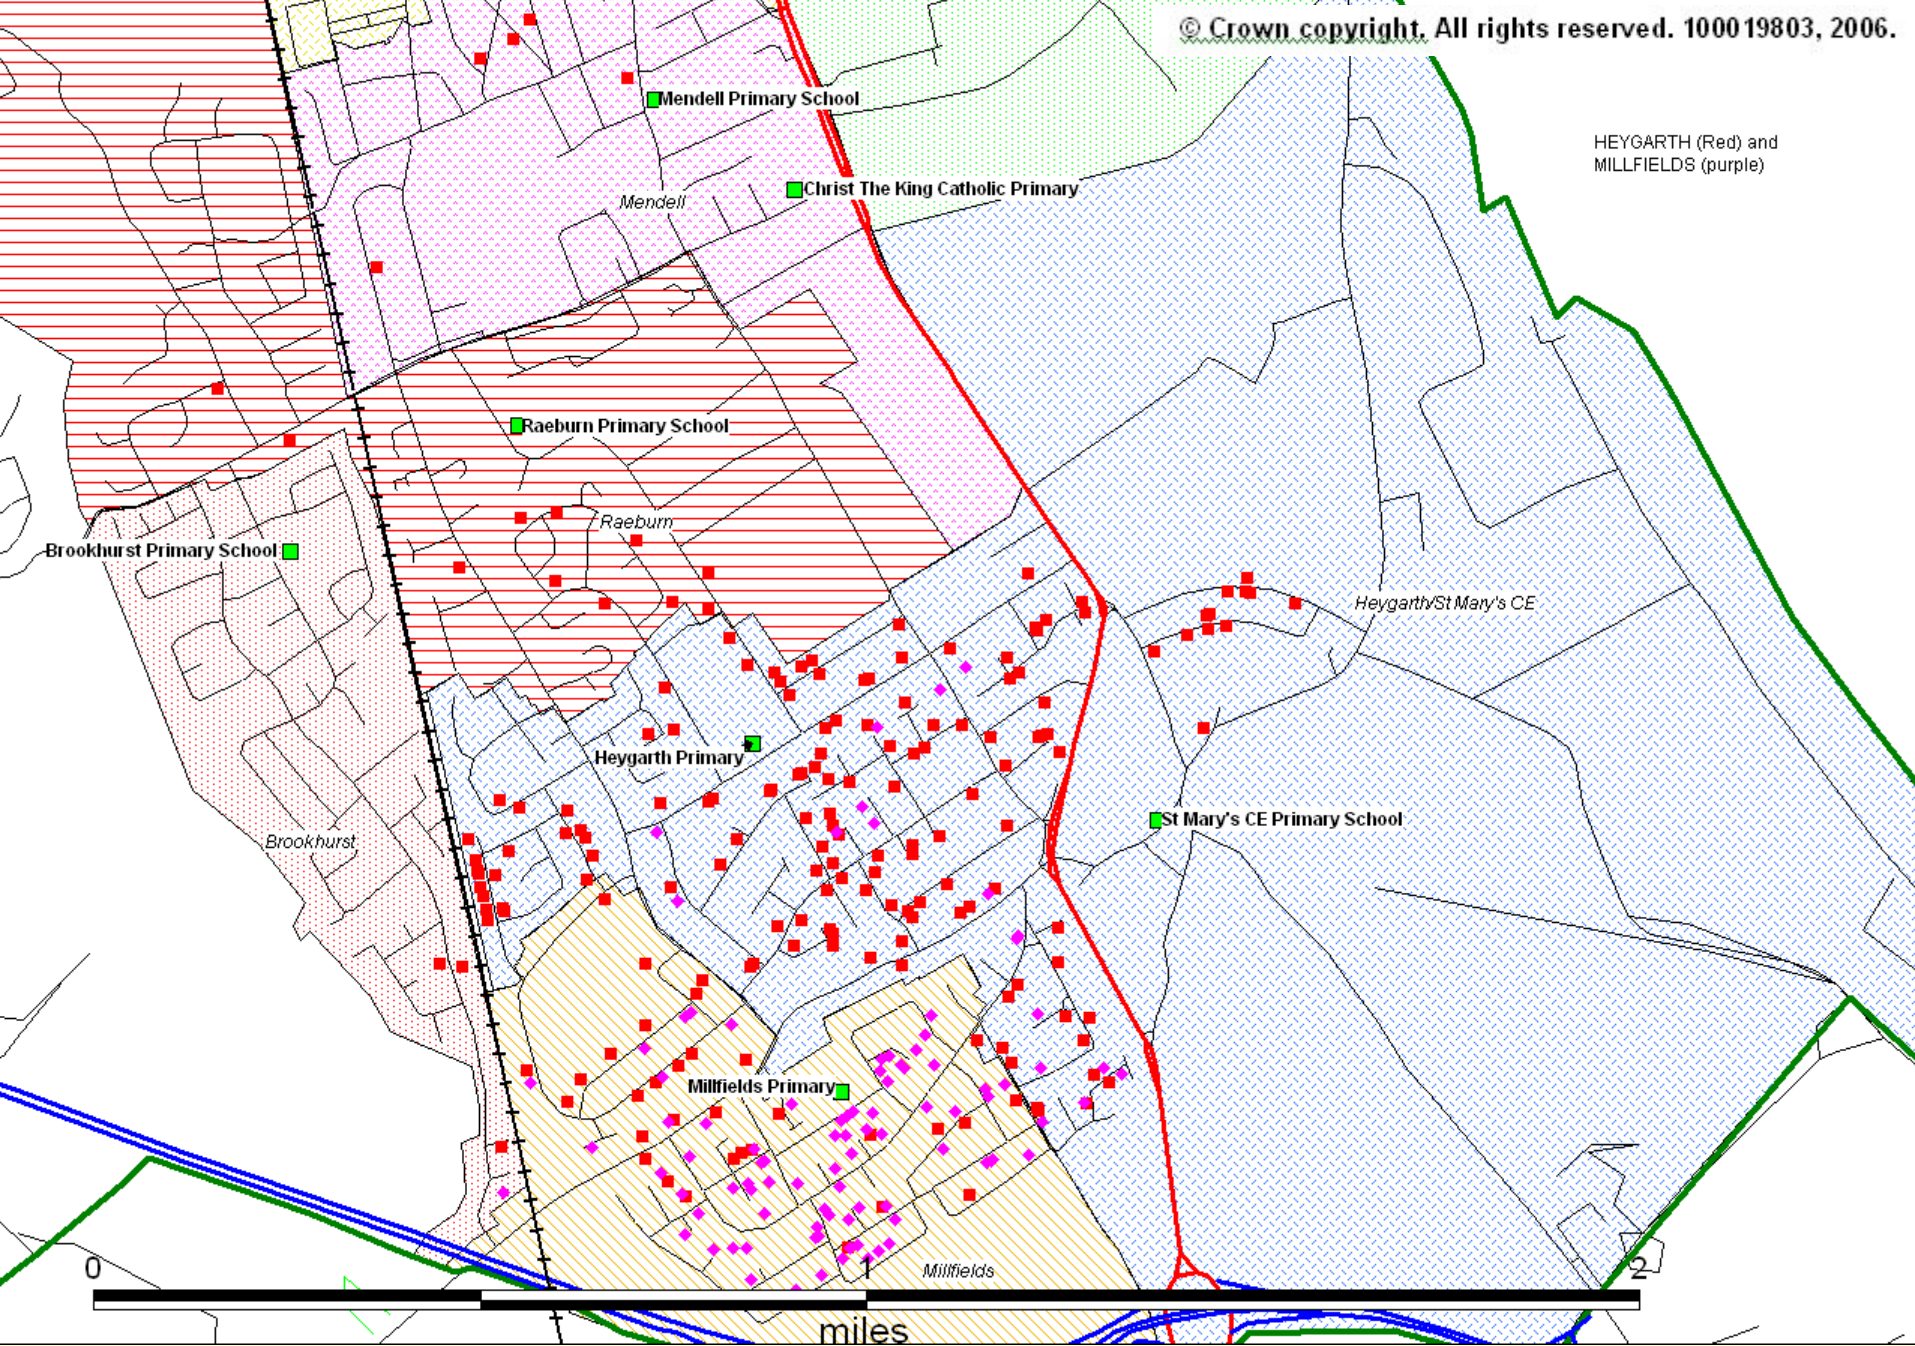 © Crown copyright. All rights reserved. 100019803, 2006.
Mendell Primary School
HEYGARTH (Red) and
MILLFIELDS (purple)
Christ The King Catholic Primary
Mendell
Raeburn Primary School
Raeburn
Brookhurst Primary School
Heygarth/St Mary's CE
Heygarth Primary
St Mary's CE Primary School
Brookhurst
Millfields Primary
Millfields
0
1
2
miles